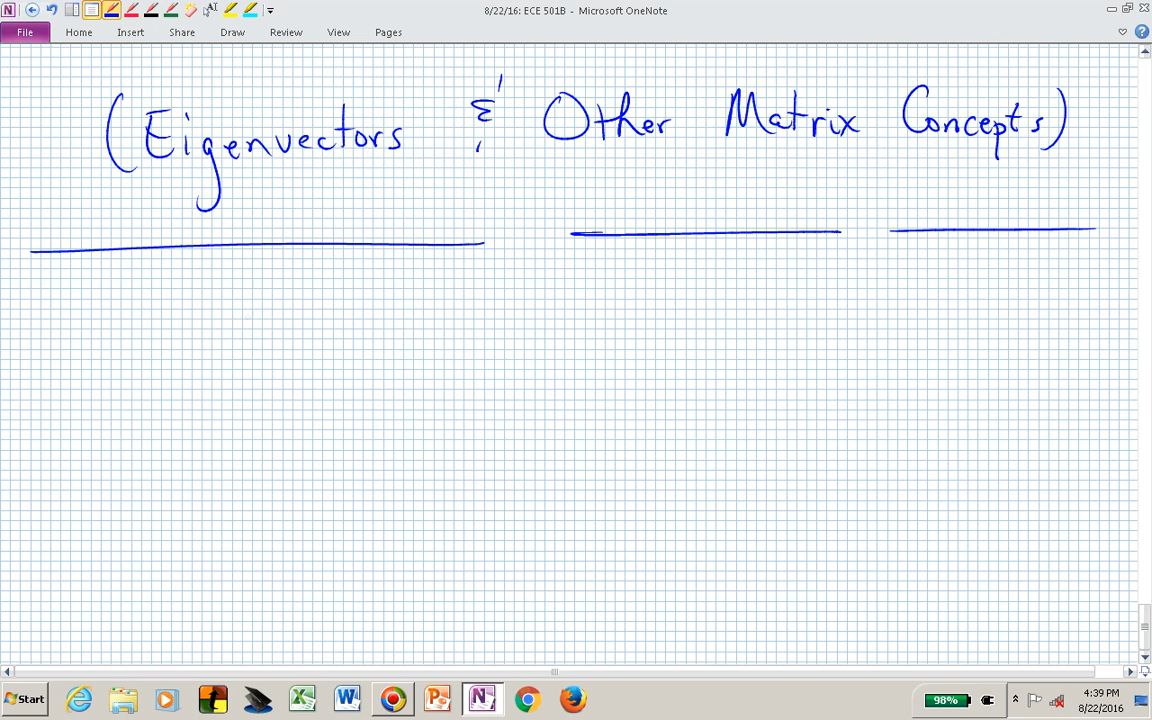 8/22/16: ECE 501B - Microsoft OneNote
File Home Insert Share Draw Review View Pages
(Eigenvectors & Other Matrix Concepts)
Start
98%
4:39 PM
8/22/2016